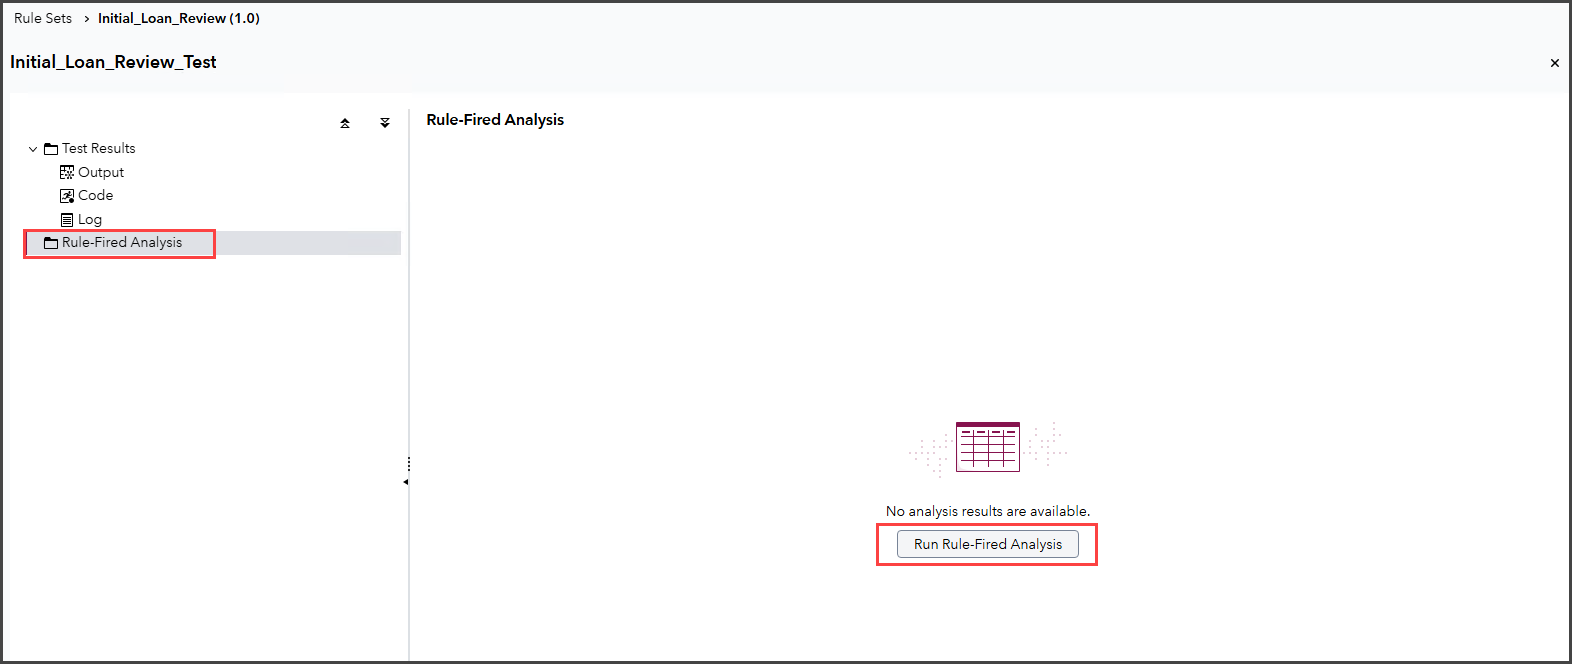 Rule Sets > Initial_Loan_Review (1.0)
Initial_Loan_Review_Test
Rule-Fired Analysis
Test Results
Output
Code
Log
Rule-Fired Analysis
No analysis results are available.
Run Rule-Fired Analysis